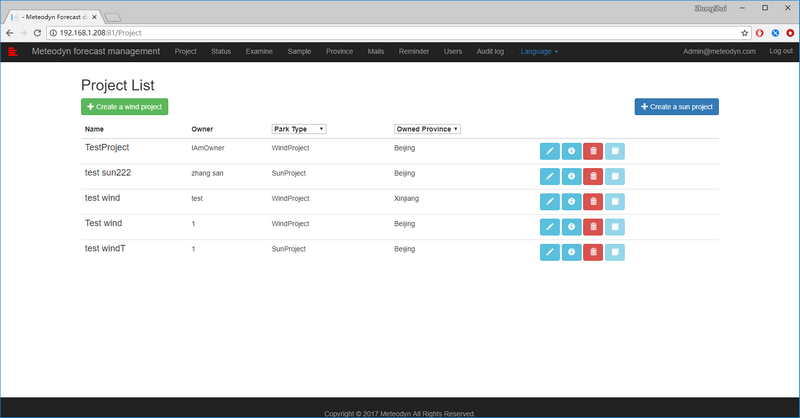 ZhongShui
- Meteodyn Forecast da
192.168.1.208:81/Project
Meteodyn forecast management Project Status Examine Sample Province Mails Reminder Users Audit log - Language Admin@meteodyn.com Log out
Project List
Create a wind project Create a sun project
Name Owner Park Type Owned Province
TestProject IAmOwner WindProject Beijing
test sun222 zhang san SunProject Beijing
test wind test WindProject Xinjiang
Test wind 1 WindProject Beijing
test windT 1 SunProject Beijing
Copyright © 2017 Meteodyn All Rights Reserved.